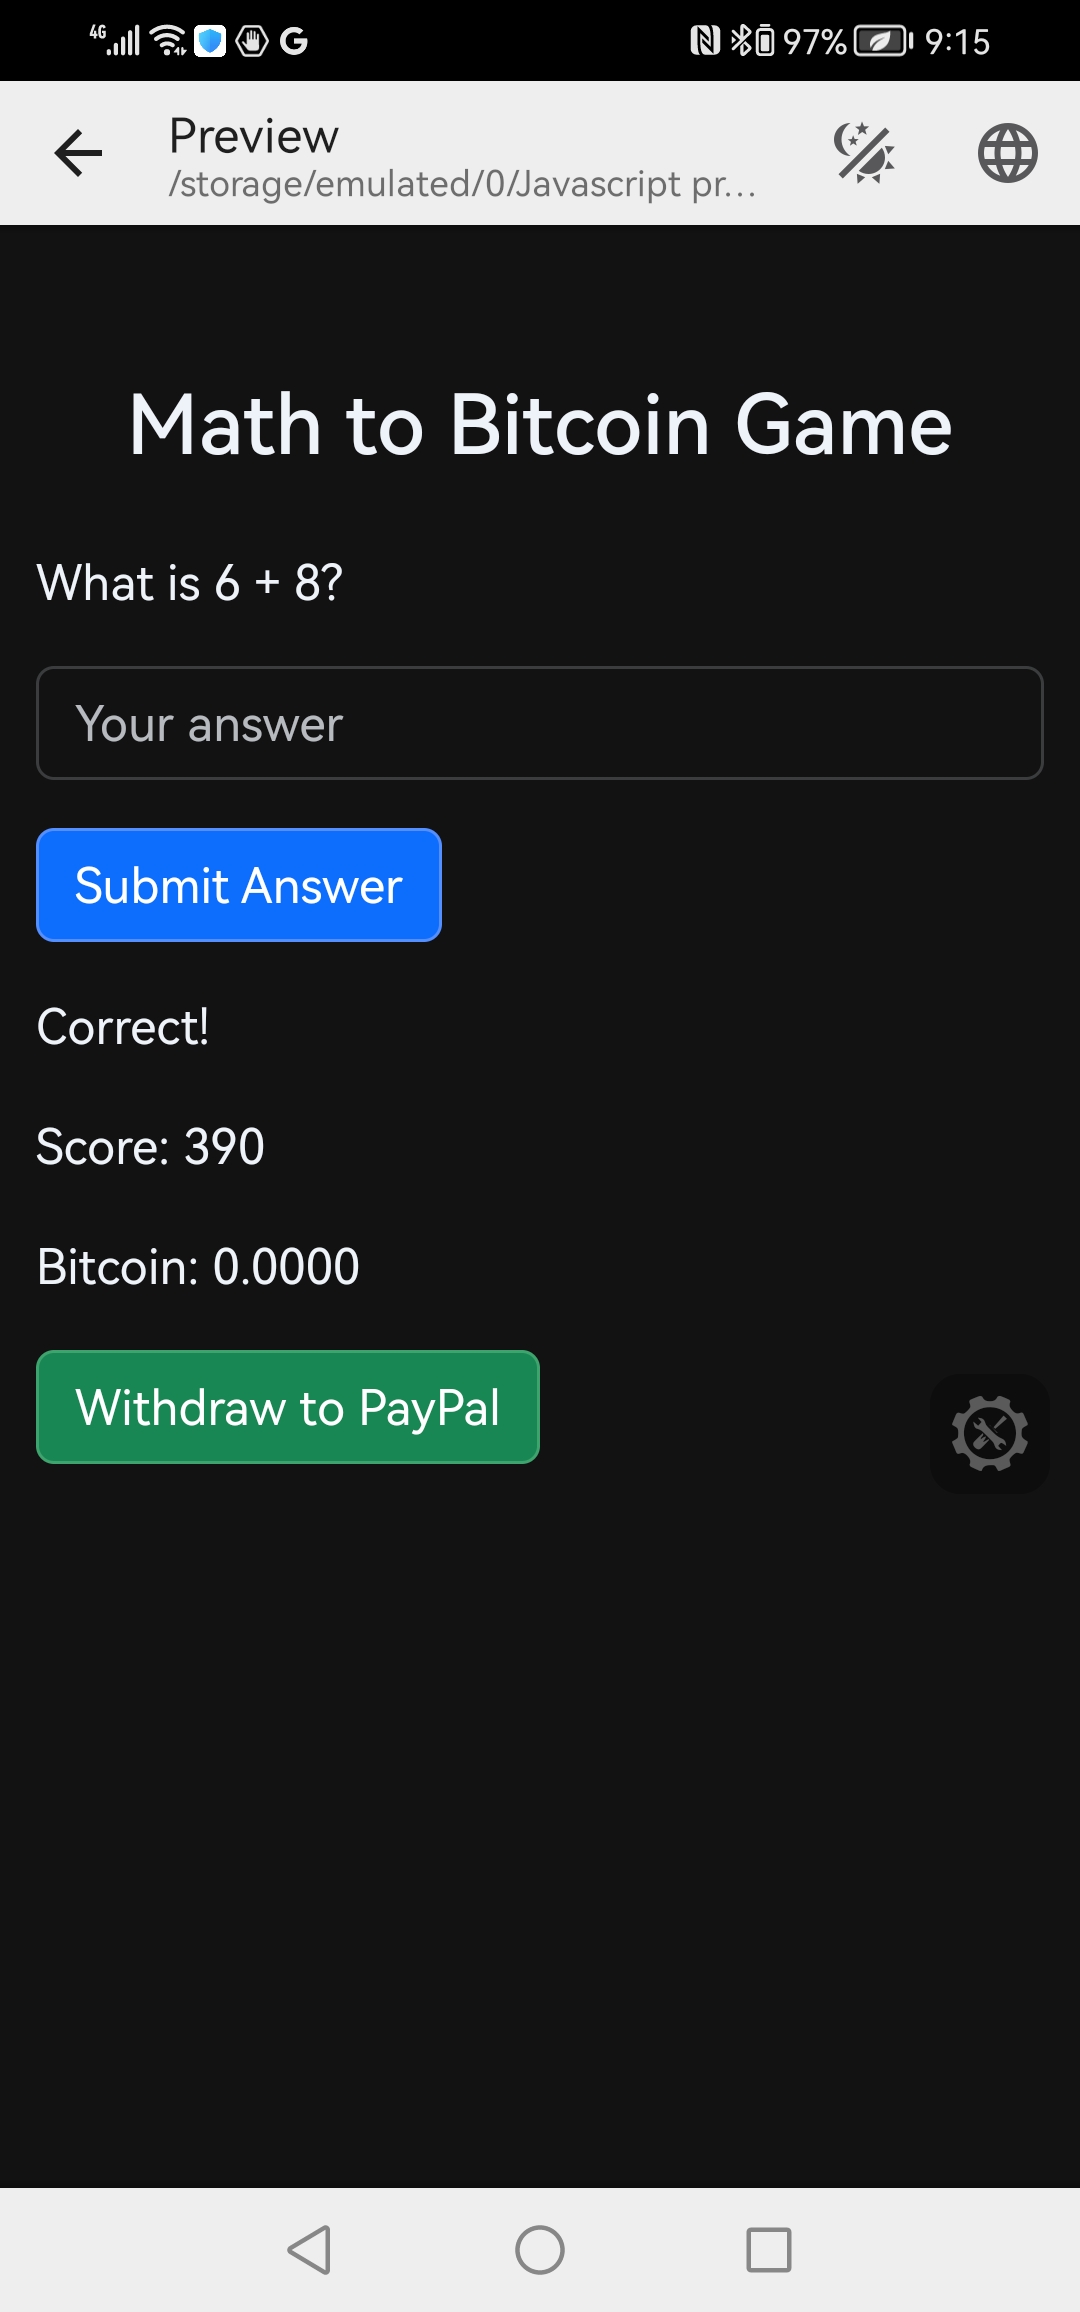 4G 97% 9:15
Preview
/storage/emulated/0/Javascript pr...
Math to Bitcoin Game
What is 6 + 8?
Your answer
Submit Answer
Correct!
Score: 390
Bitcoin: 0.0000
Withdraw to PayPal